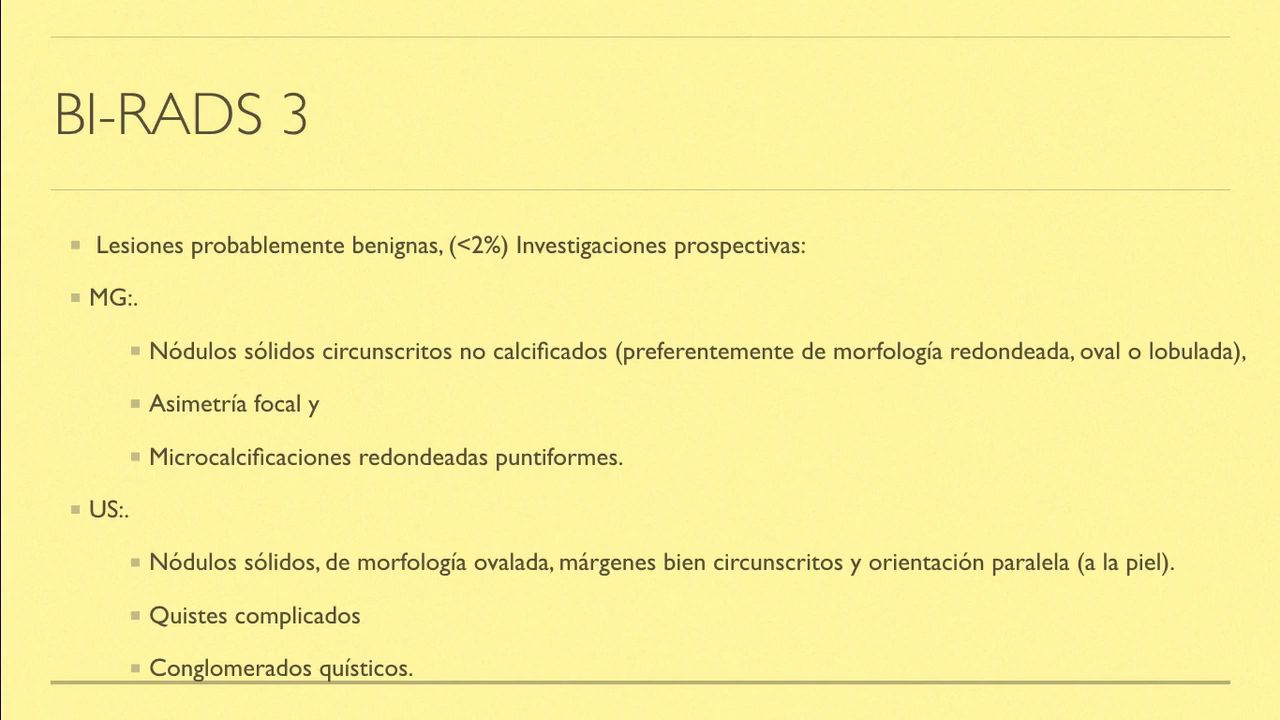 BI-RADS 3
Lesiones probablemente benignas, (<2%) Investigaciones prospectivas:
MG:.
Nódulos sólidos circunscritos no calcificados (preferentemente de morfología redondeada, oval o lobulada),
Asimetría focal y
Microcalcificaciones redondeadas puntiformes.
US:.
Nódulos sólidos, de morfología ovalada, márgenes bien circunscritos y orientación paralela (a la piel).
Quistes complicados
Conglomerados quísticos.